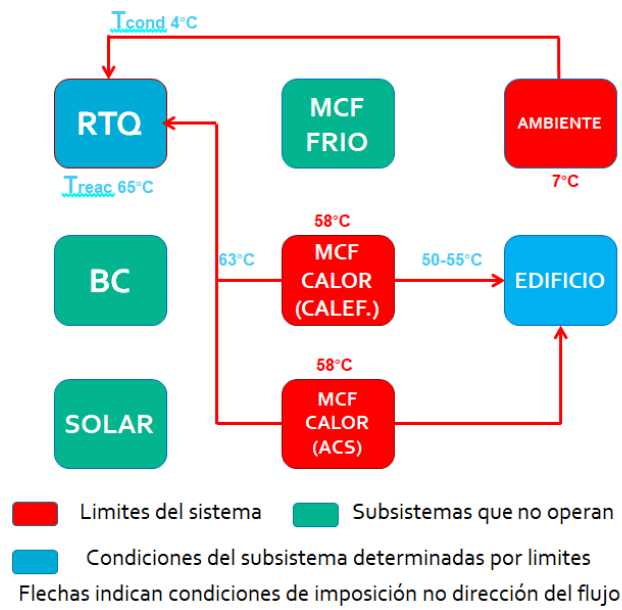 Tcond 4°C
RTQ
MCF
FRIO
AMBIENTE
Treac 65°C
7°C
58°C
BC
63°C
MCF
CALOR
(CALEF.)
50-55°C
EDIFICIO
58°C
SOLAR
MCF
CALOR
(ACS)
Limites del sistema
Subsistemas que no operan
Condiciones del subsistema determinadas por limites
Flechas indican condiciones de imposición no dirección del flujo